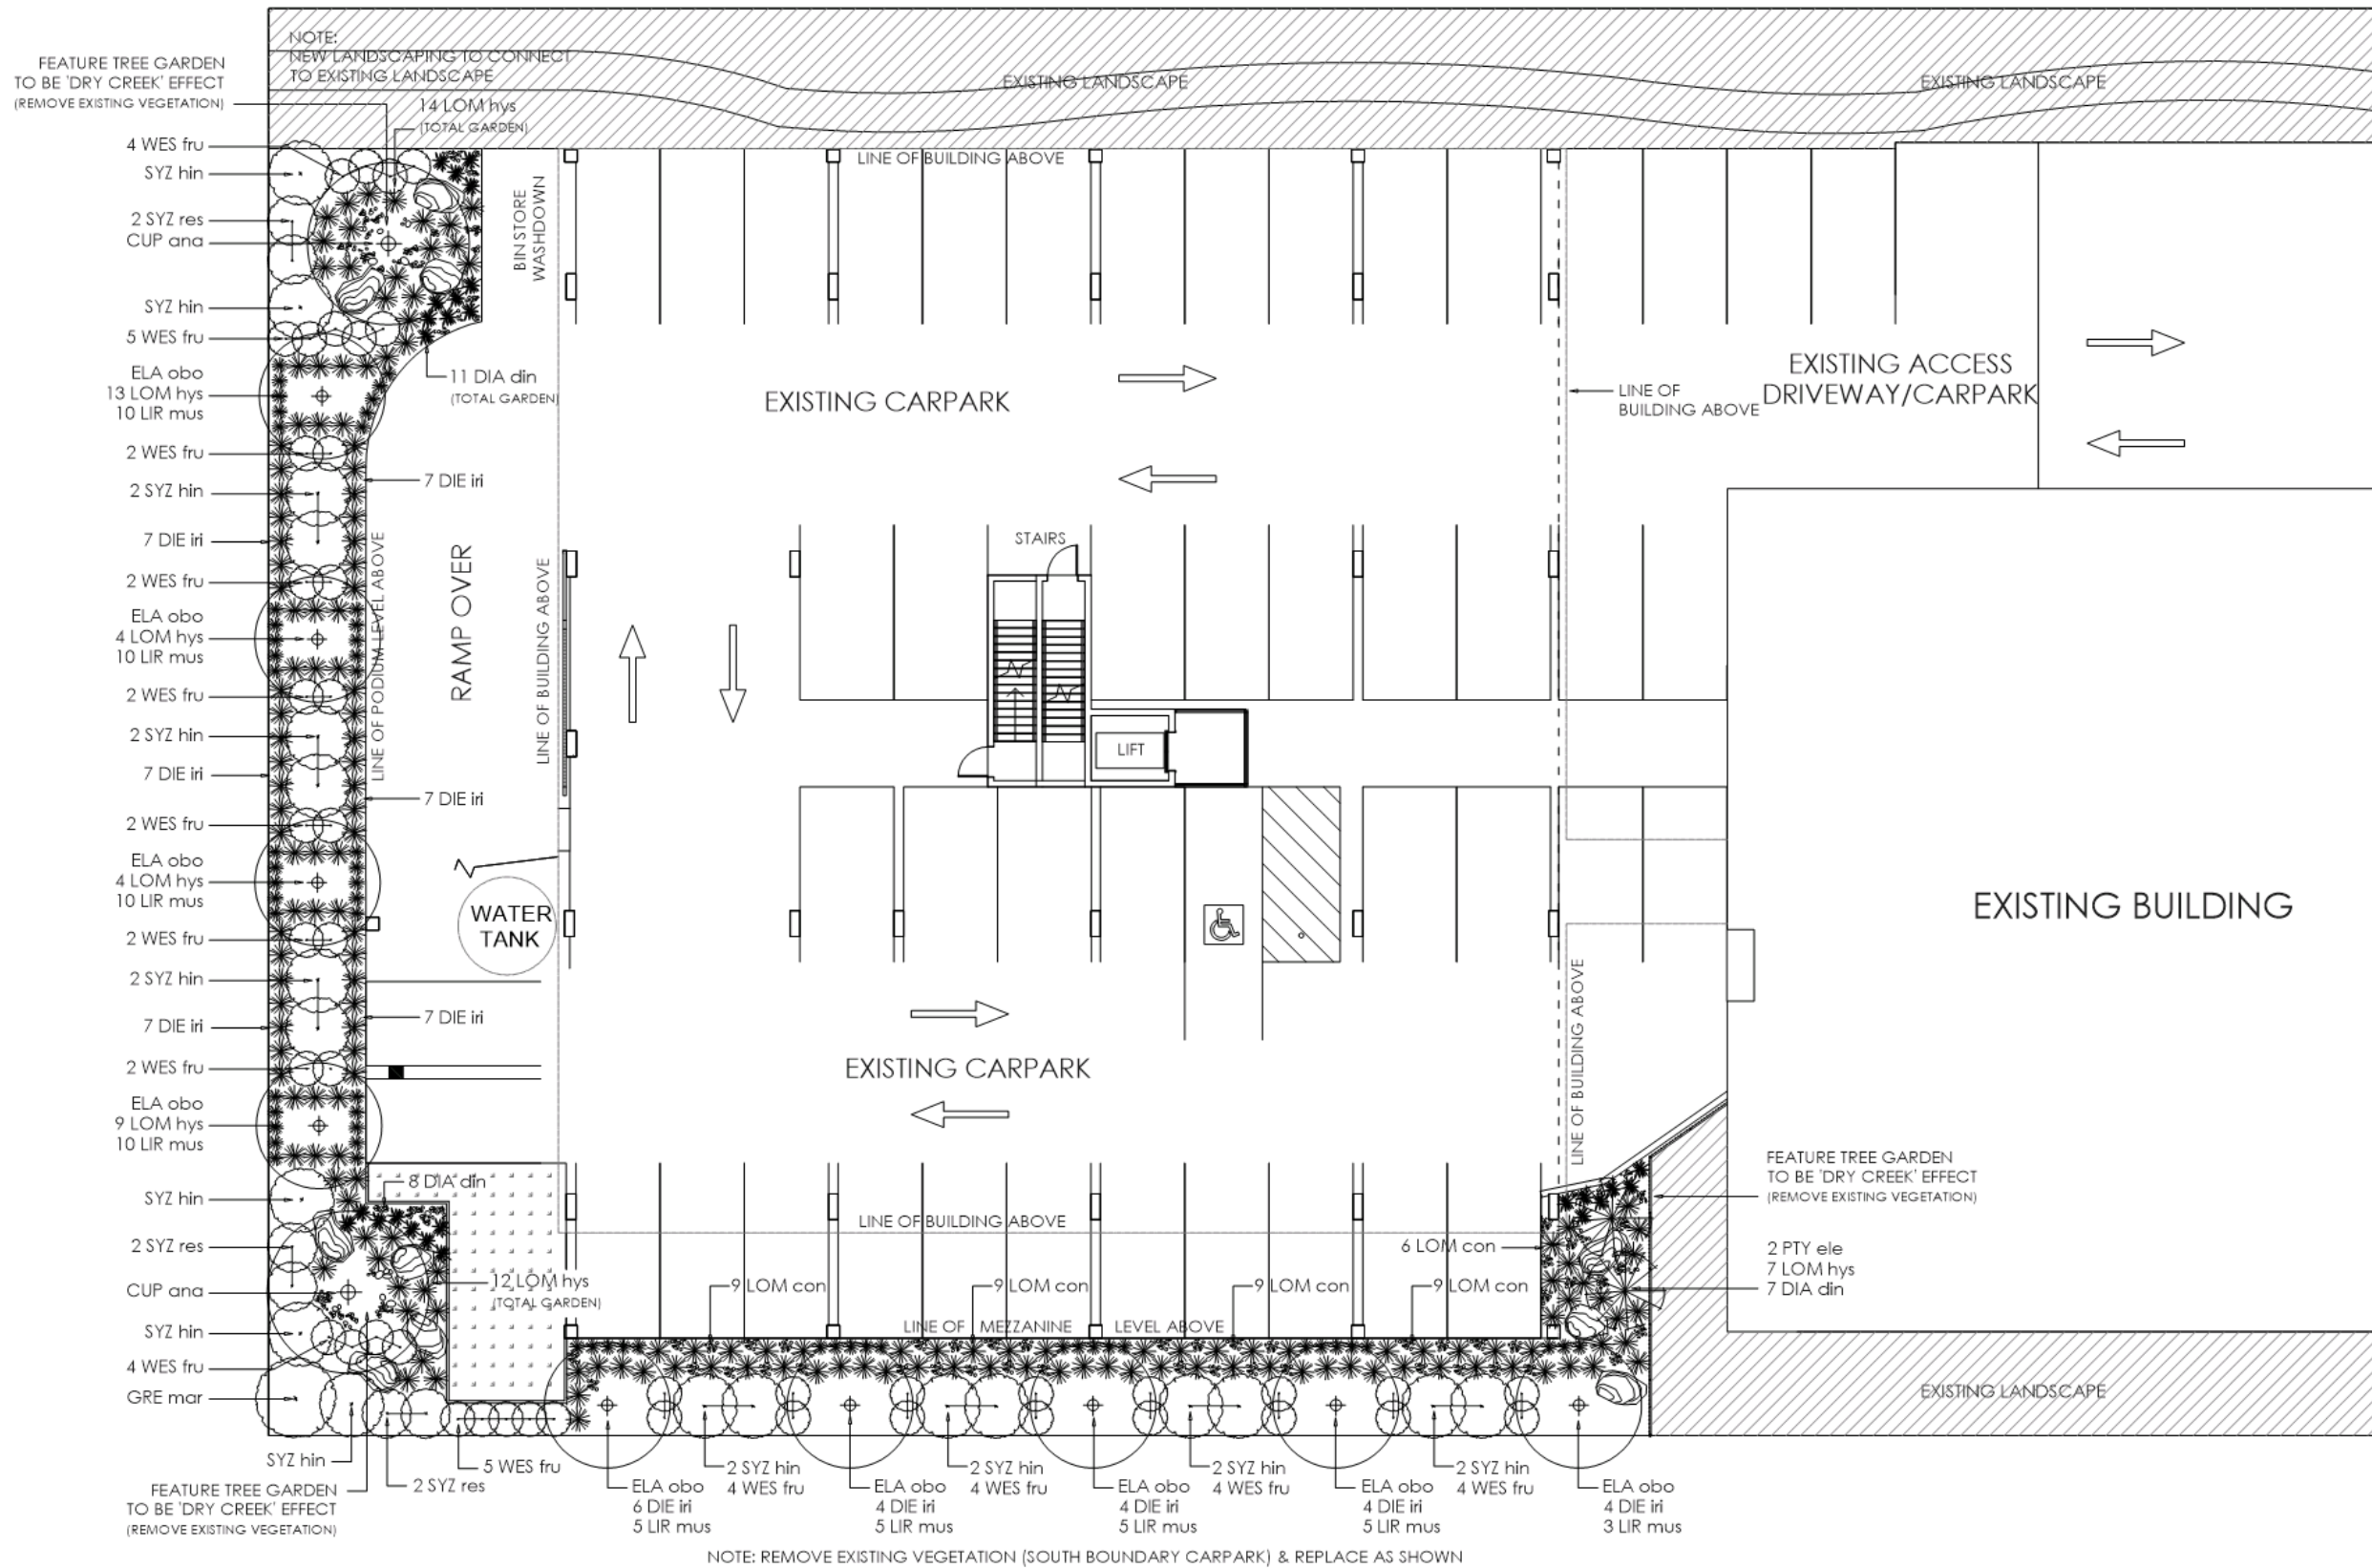 NOTE:
NEW LANDSCAPING TO CONNECT
TO EXISTING LANDSCAPE
EXISTING LANDSCAPE
EXISTING LANDSCAPE
FEATURE TREE GARDEN
TO BE 'DRY CREEK' EFFECT
(REMOVE EXISTING VEGETATION)
14 LOM hys
(TOTAL GARDEN)
4 WES fru
SYZ hin
2 SYZ res
CUP ana
SYZ hin
5 WES fru
ELA obo
13 LOM hys
10 LIR mus
2 WES fru
2 SYZ hin
7 DIE iri
2 WES fru
ELA obo
4 LOM hys
10 LIR mus
2 WES fru
2 SYZ hin
7 DIE iri
2 WES fru
ELA obo
4 LOM hys
10 LIR mus
2 WES fru
2 SYZ hin
7 DIE iri
2 WES fru
ELA obo
9 LOM hys
10 LIR mus
SYZ hin
2 SYZ res
CUP ana
SYZ hin
4 WES fru
GRE mar
SYZ hin
FEATURE TREE GARDEN
TO BE 'DRY CREEK' EFFECT
(REMOVE EXISTING VEGETATION)
BIN STORE
WASHDOWN
LINE OF BUILDING ABOVE
11 DIA din
(TOTAL GARDEN)
7 DIE iri
LINE OF PODIUM LEVEL ABOVE
RAMP OVER
LINE OF BUILDING ABOVE
7 DIE iri
WATER
TANK
7 DIE iri
8 DIA din
12 LOM hys
(TOTAL GARDEN)
EXISTING CARPARK
STAIRS
LIFT
EXISTING CARPARK
LINE OF BUILDING ABOVE
EXISTING ACCESS
DRIVEWAY/CARPARK
LINE OF
BUILDING ABOVE
EXISTING BUILDING
LINE OF BUILDING ABOVE
FEATURE TREE GARDEN
TO BE 'DRY CREEK' EFFECT
(REMOVE EXISTING VEGETATION)
2 PTY ele
7 LOM hys
7 DIA din
6 LOM con
9 LOM con
9 LOM con
9 LOM con
9 LOM con
LINE OF MEZZANINE LEVEL ABOVE
EXISTING LANDSCAPE
2 SYZ res
5 WES fru
ELA obo
6 DIE iri
5 LIR mus
2 SYZ hin
4 WES fru
ELA obo
4 DIE iri
5 LIR mus
2 SYZ hin
4 WES fru
ELA obo
4 DIE iri
5 LIR mus
2 SYZ hin
4 WES fru
ELA obo
4 DIE iri
5 LIR mus
2 SYZ hin
4 WES fru
ELA obo
4 DIE iri
3 LIR mus
NOTE: REMOVE EXISTING VEGETATION (SOUTH BOUNDARY CARPARK) & REPLACE AS SHOWN